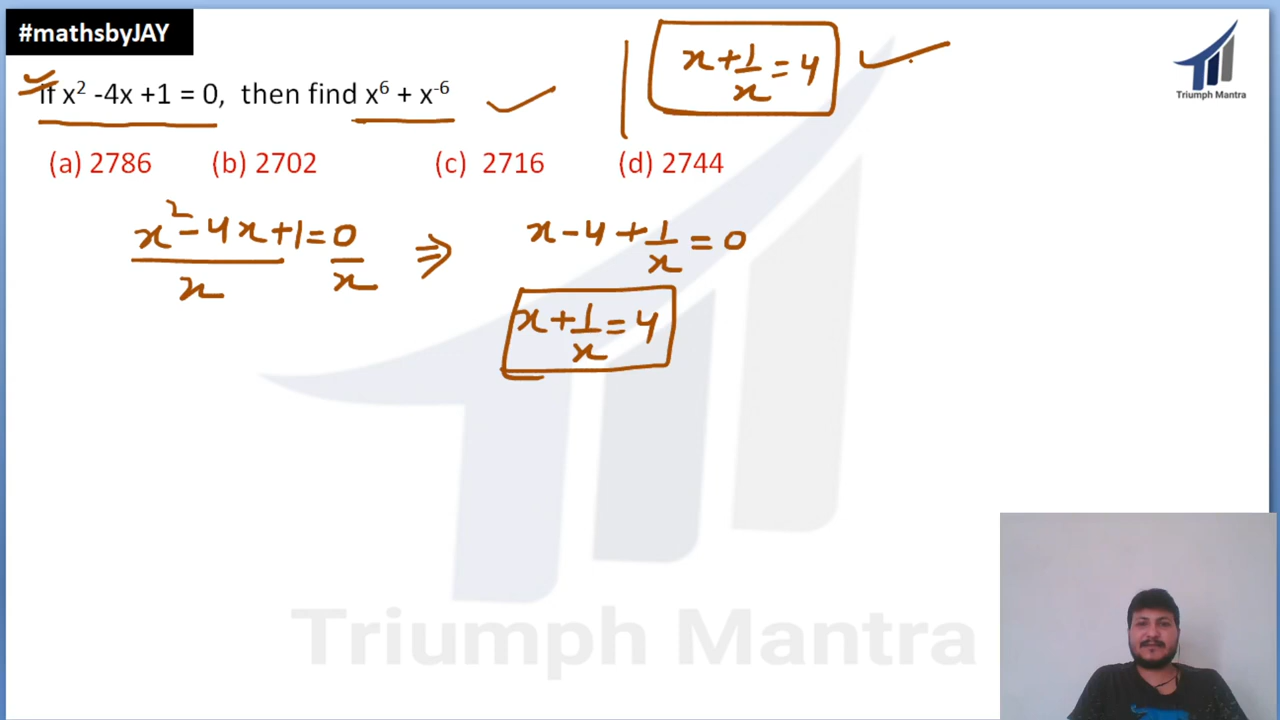 #mathsbyJAY
If x² -4x +1 = 0, then find x⁶ + x⁻⁶
x + 1/x = 4
Triumph Mantra
(a) 2786 (b) 2702 (c) 2716 (d) 2744
x² - 4x + 1 / x = 0 / x ⇒ x - 4 + 1/x = 0
x + 1/x = 4
Triumph Mantra